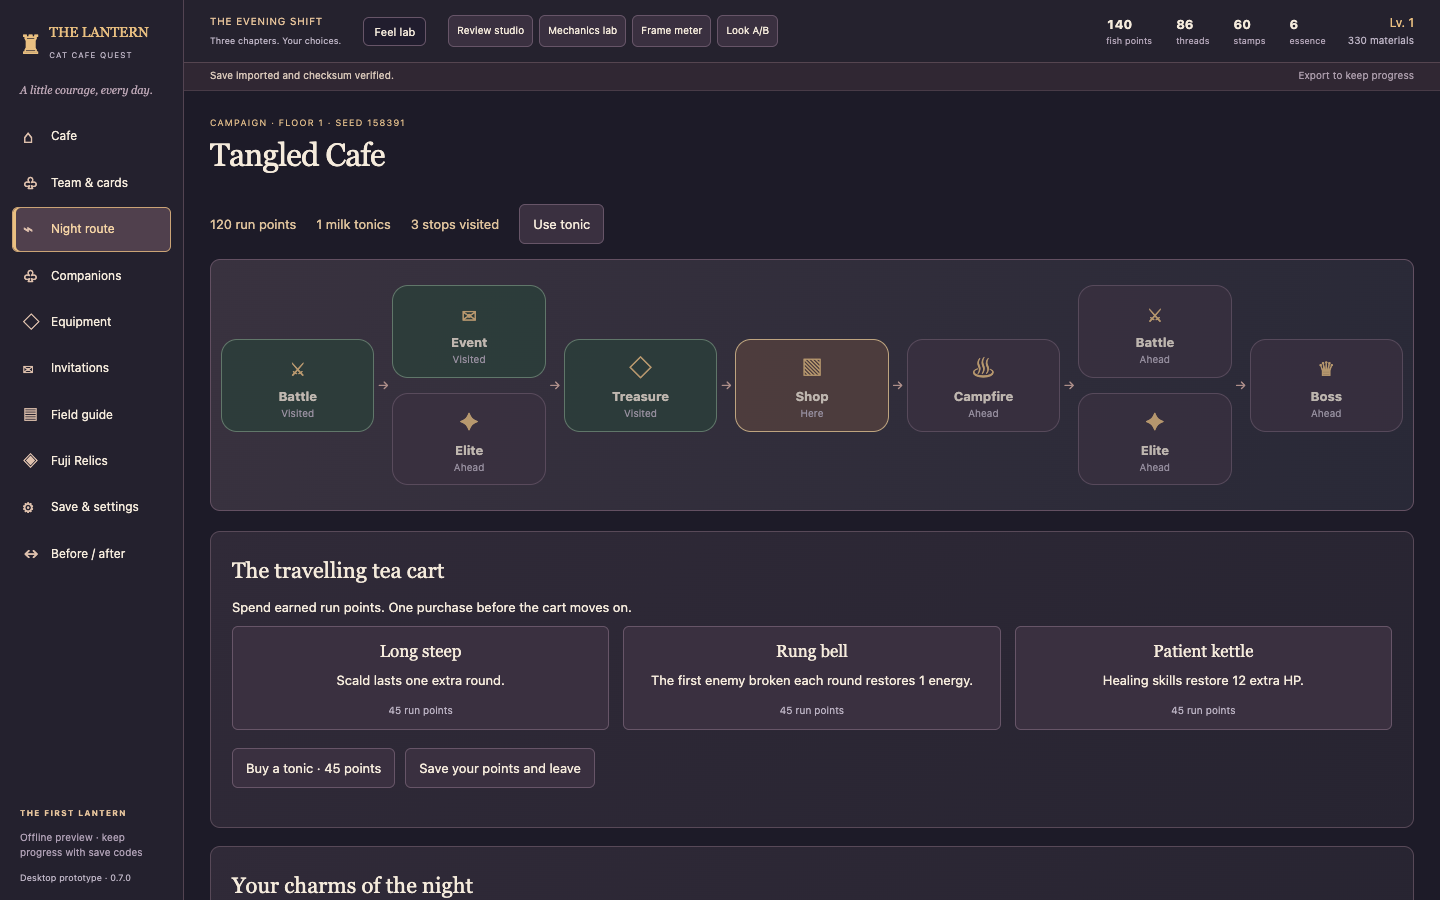 THE LANTERN
CAT CAFE QUEST
A little courage, every day.
Cafe
Team & cards
Night route
Companions
Equipment
Invitations
Field guide
Fuji Relics
Save & settings
Before / after
THE FIRST LANTERN
Offline preview · keep
progress with save codes
Desktop prototype · 0.7.0
THE EVENING SHIFT
Three chapters. Your choices.
Feel lab
Review studio
Mechanics lab
Frame meter
Look A/B
140
fish points
86
threads
60
stamps
6
essence
Lv. 1
330 materials
Save imported and checksum verified.
Export to keep progress
CAMPAIGN · FLOOR 1 · SEED 158391
Tangled Cafe
120 run points
1 milk tonics
3 stops visited
Use tonic
Battle
Visited
→
Event
Visited
Elite
Ahead
→
Treasure
Visited
→
Shop
Here
→
Campfire
Ahead
→
Battle
Ahead
Elite
Ahead
→
Boss
Ahead
The travelling tea cart
Spend earned run points. One purchase before the cart moves on.
Long steep
Scald lasts one extra round.
45 run points
Rung bell
The first enemy broken each round restores 1 energy.
45 run points
Patient kettle
Healing skills restore 12 extra HP.
45 run points
Buy a tonic · 45 points
Save your points and leave
Your charms of the night